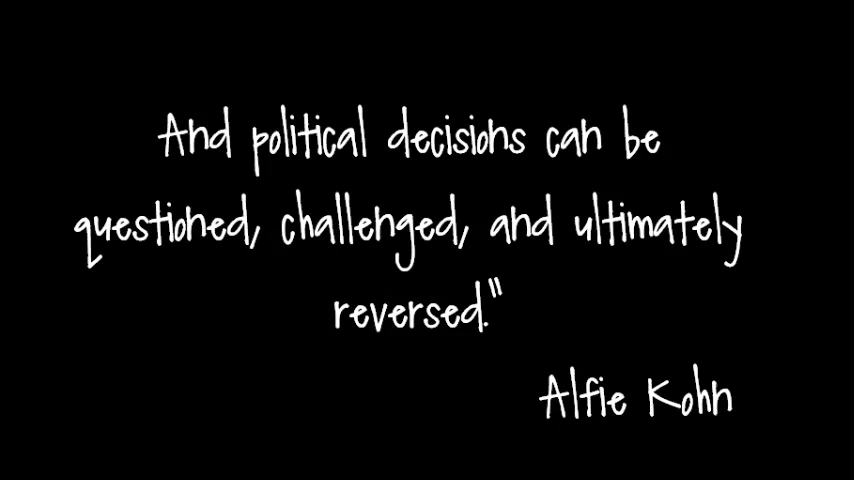 And political decisions can be
questioned, challenged, and ultimately
reversed."
Alfie Kohn